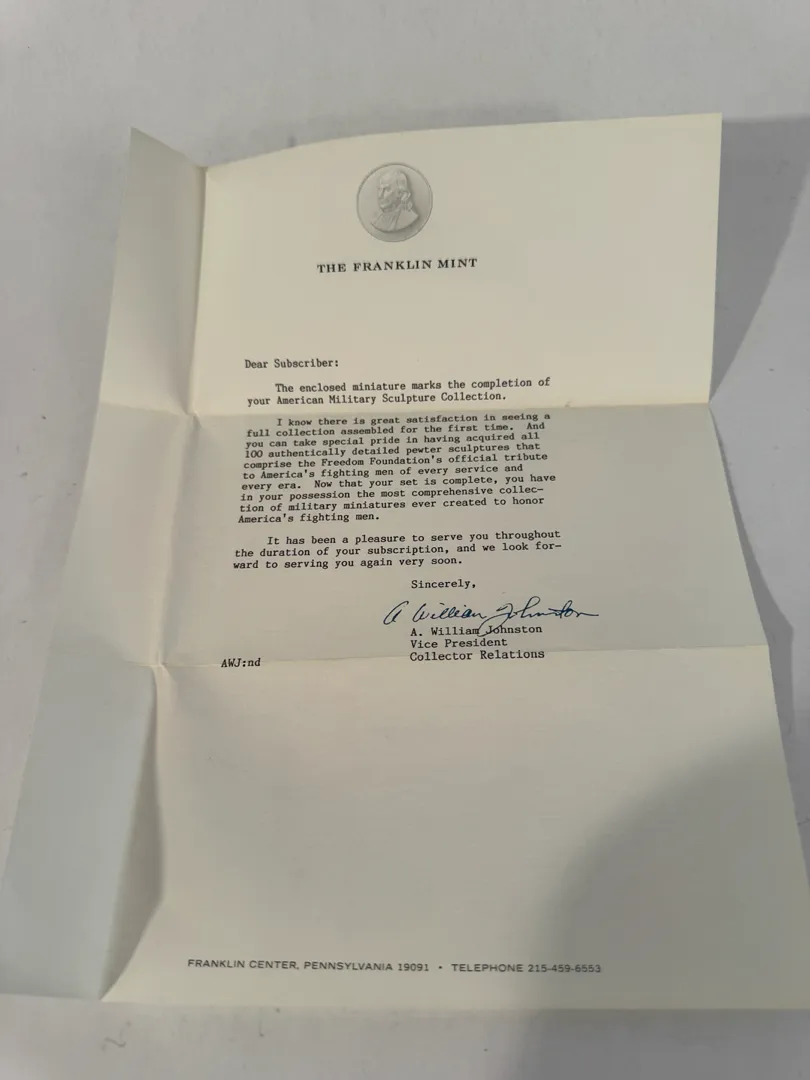 THE FRANKLIN MINT
Dear Subscriber:
The enclosed miniature marks the completion of
your American Military Sculpture Collection.
I know there is great satisfaction in seeing a
full collection assembled for the first time. And
you can take special pride in having acquired all
100 authentically detailed pewter sculptures that
comprise the Freedom Foundation's official tribute
to America's fighting men of every service and
every era. Now that your set is complete, you have
in your possession the most comprehensive collec-
tion of military miniatures ever created to honor
America's fighting men.
It has been a pleasure to serve you throughout
the duration of your subscription, and we look for-
ward to serving you again very soon.
Sincerely,
A William Johnston
A. William Johnston
Vice President
Collector Relations
AWJ:nd
FRANKLIN CENTER, PENNSYLVANIA 19091 • TELEPHONE 215-459-6553